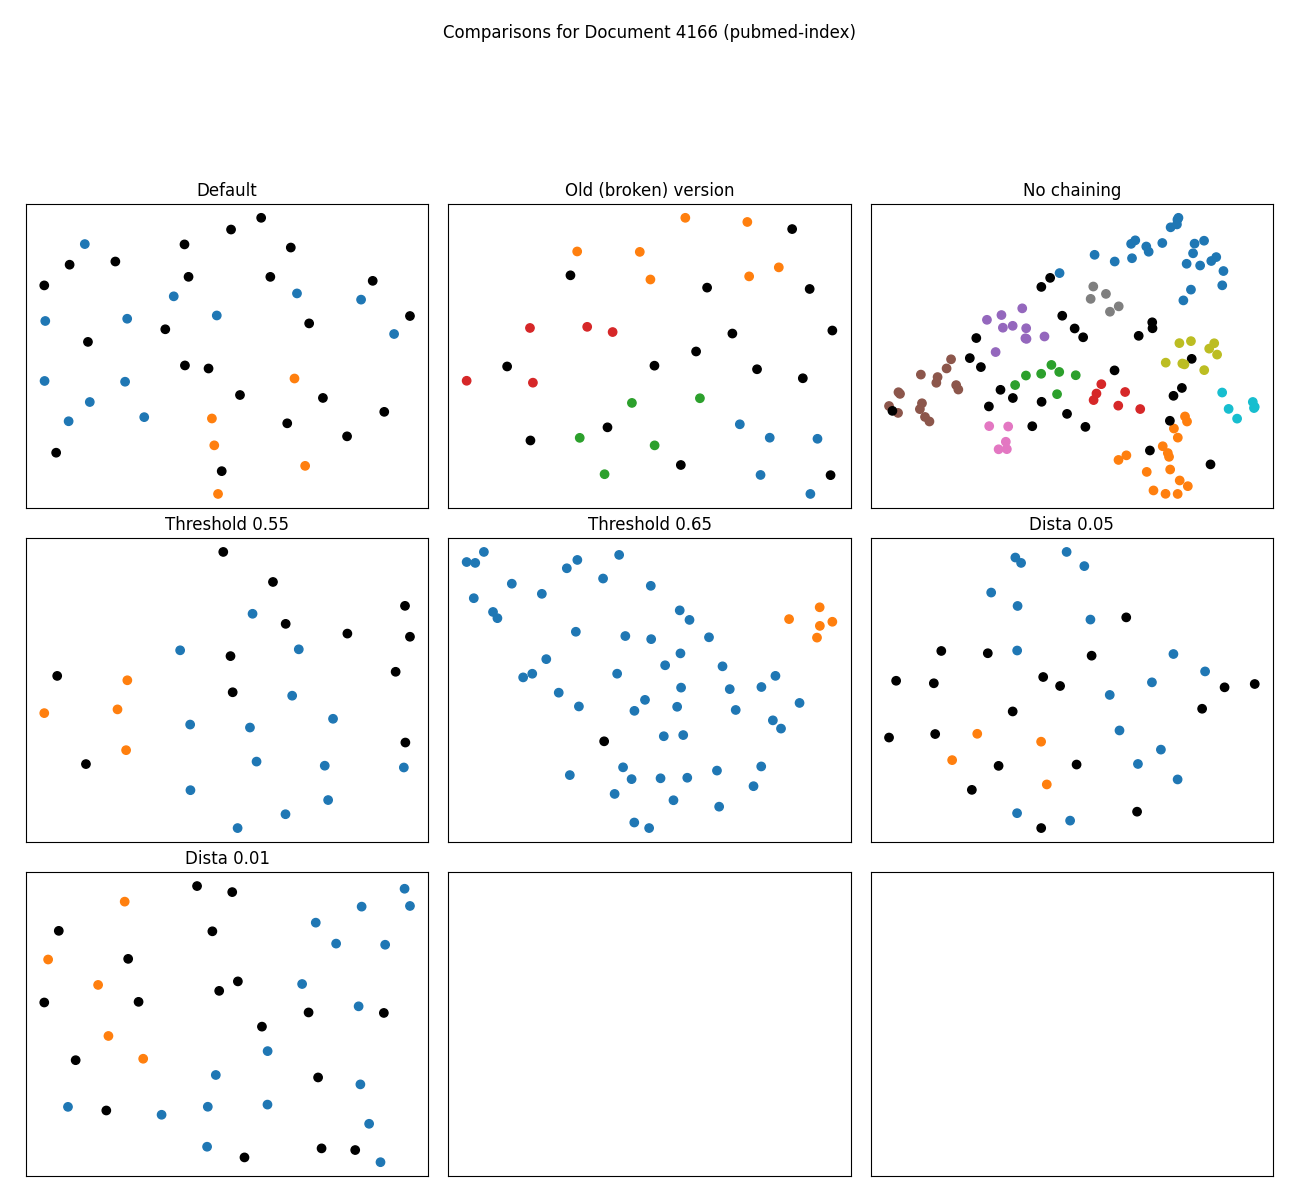 Comparisons for Document 4166 (pubmed-index)
Default
Old (broken) version
No chaining
Threshold 0.55
Threshold 0.65
Dista 0.05
Dista 0.01